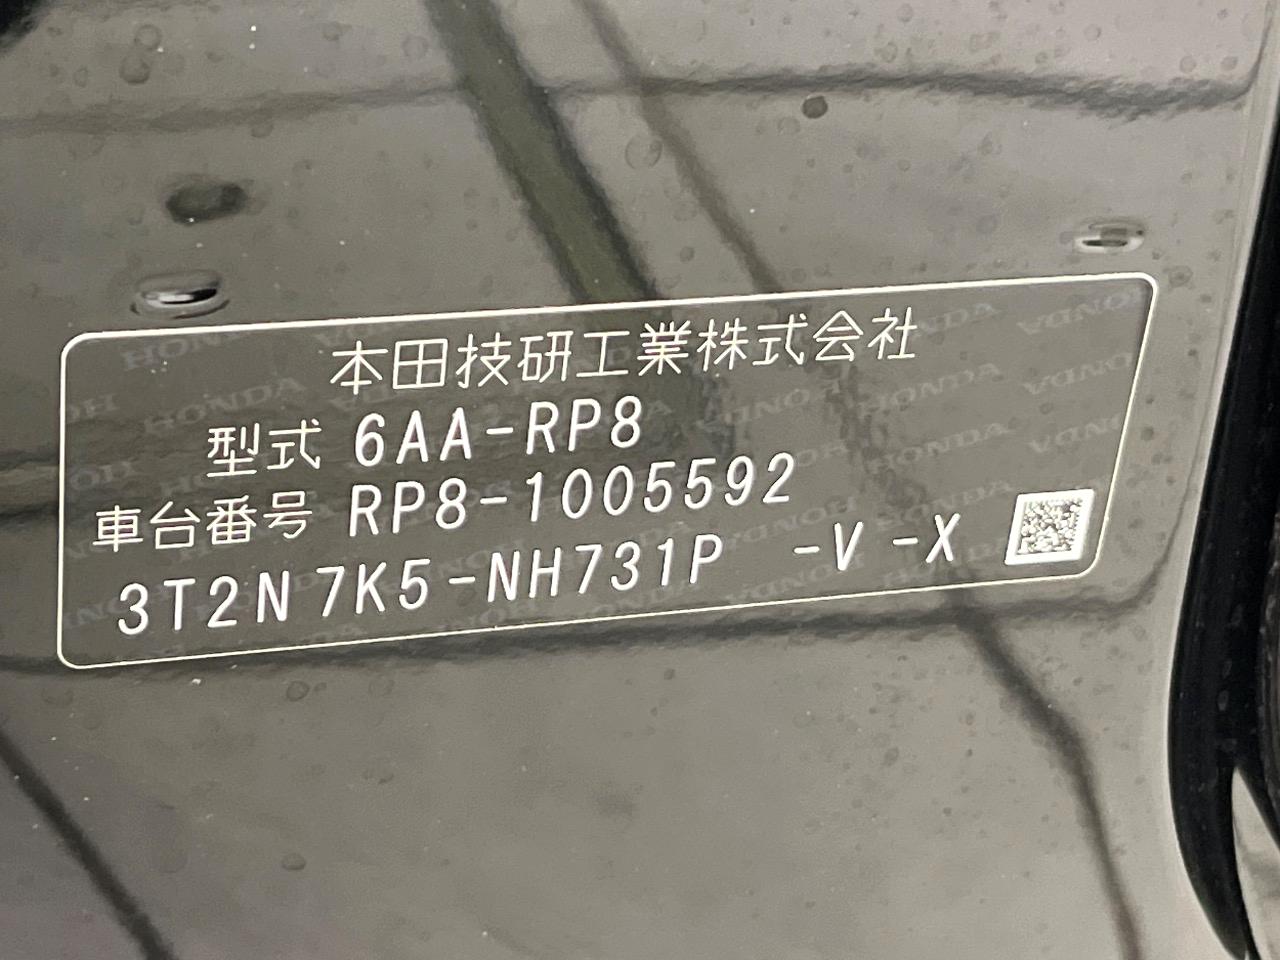 本田技研工業株式会社
型式 6AA-RP8
車台番号 RP8-1005592
3T2N 7K5-NH731P -V -X